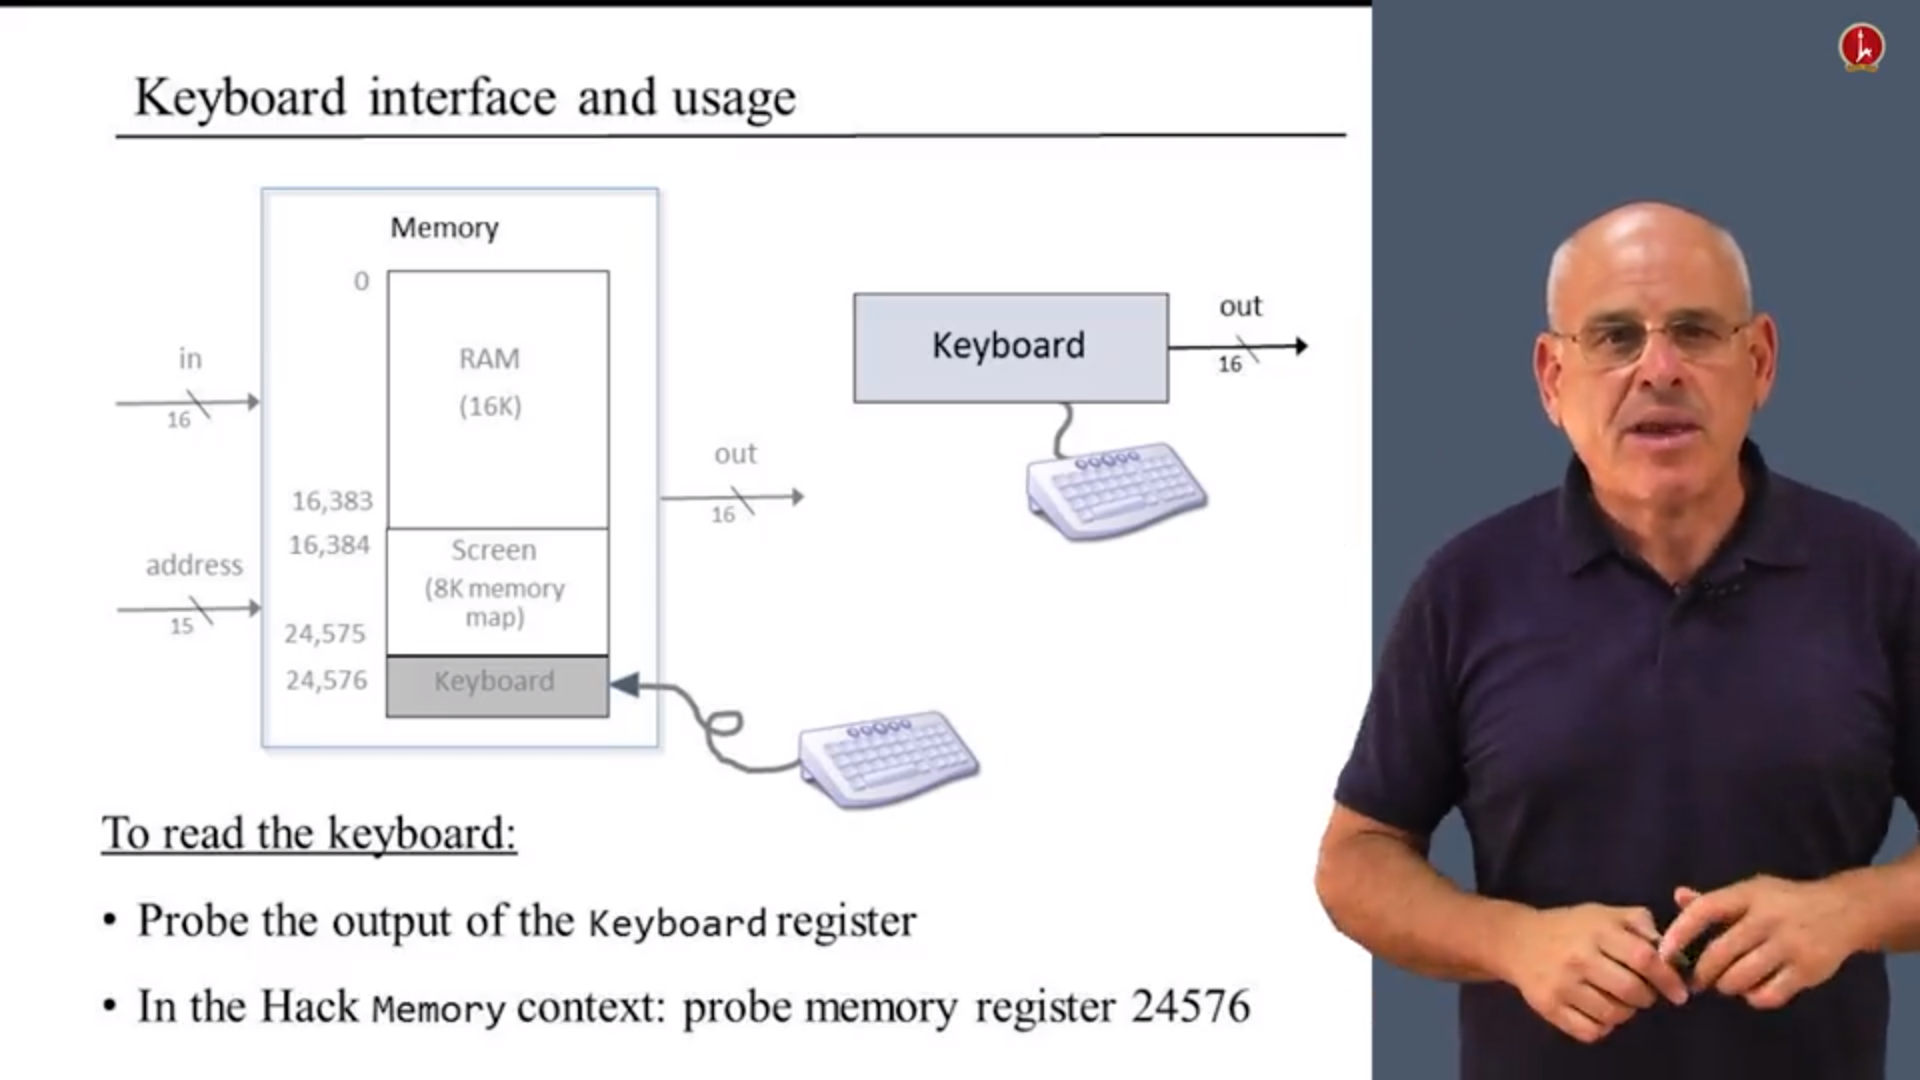 Keyboard interface and usage
Memory
0
in
16
RAM
(16K)
16,383
16,384
address
15
Screen
(8K memory
map)
24,575
24,576
Keyboard
out
16
Keyboard
out
16
To read the keyboard:
• Probe the output of the Keyboard register
• In the Hack Memory context: probe memory register 24576